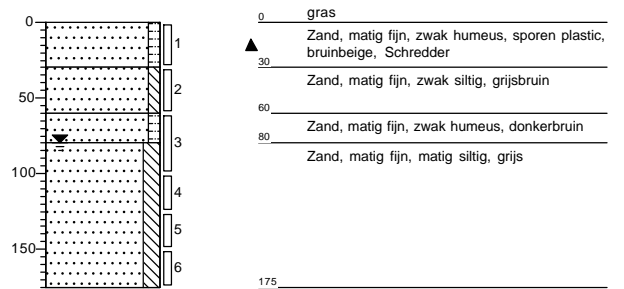 0
50
100
150
1
2
3
4
5
6
0 gras
Zand, matig fijn, zwak humeus, sporen plastic,
bruinbeige, Schredder
30
Zand, matig fijn, zwak siltig, grijsbruin
60
Zand, matig fijn, zwak humeus, donkerbruin
80
Zand, matig fijn, matig siltig, grijs
175